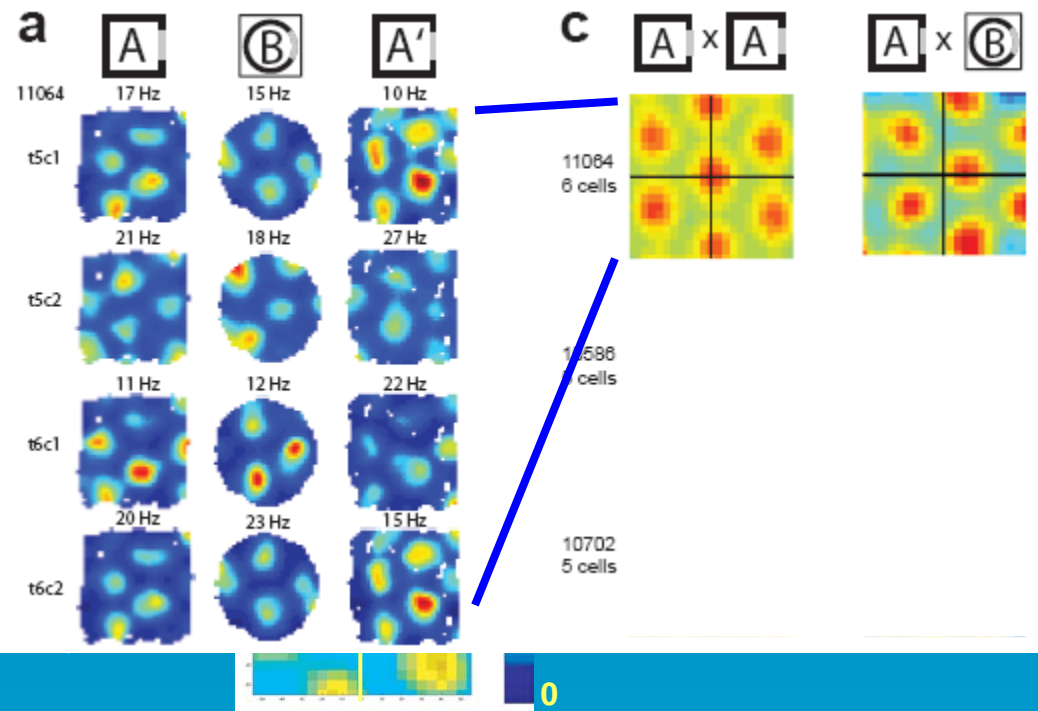 a A B A′
c A x A A x B
11064 17 Hz 15 Hz 10 Hz
t5c1
11064
6 cells
21 Hz 18 Hz 27 Hz
t5c2
cells
11 Hz 12 Hz 22 Hz
t6c1
20 Hz 23 Hz 15 Hz
t6c2
10702
5 cells
0